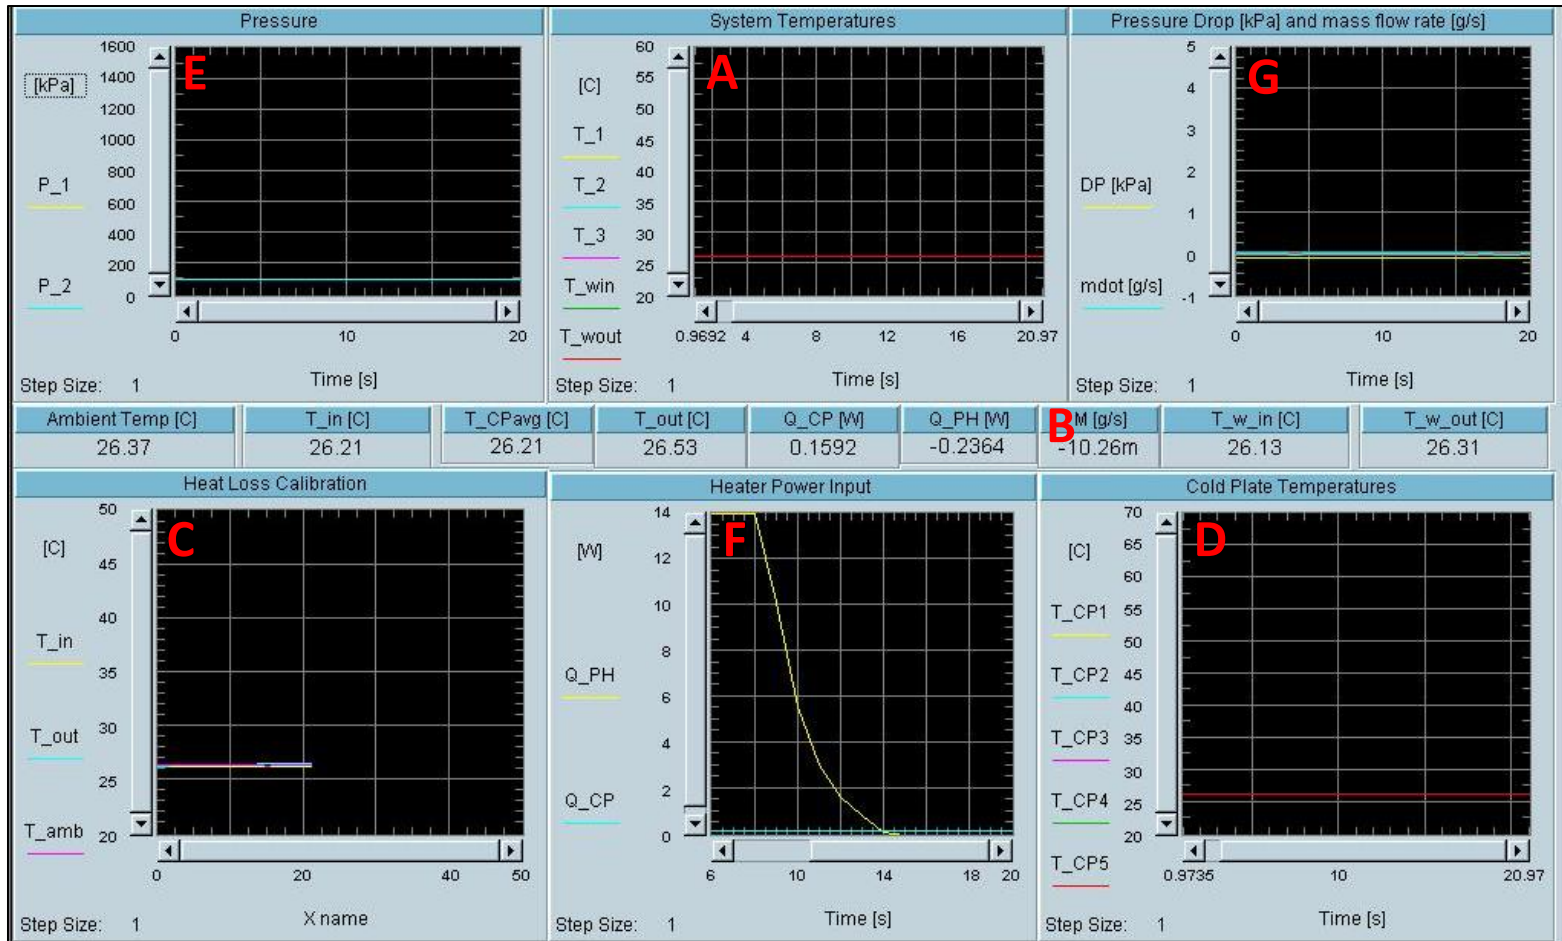 Pressure
E
[kPa]
P_1
P_2
1600
1400
1200
1000
800
600
400
200
0
0 10 20
Time [s]
Step Size: 1
System Temperatures
A
[C]
T_1
T_2
T_3
T_win
T_wout
60
55
50
45
40
35
30
25
20
0.9692 4 8 12 16 20.97
Time [s]
Step Size: 1
Pressure Drop [kPa] and mass flow rate [g/s]
G
DP [kPa]
mdot [g/s]
5
4
3
2
1
0
-1
0 10 20
Time [s]
Step Size: 1
Ambient Temp [C]
26.37
T_in [C]
26.21
T_CPavg [C]
26.21
T_out [C]
26.53
Q_CP [W]
0.1592
Q_PH [W]
-0.2364
B
M [g/s]
-10.26m
T_w_in [C]
26.13
T_w_out [C]
26.31
Heat Loss Calibration
C
[C]
T_in
T_out
T_amb
50
45
40
35
30
25
20
0 20 40 50
X name
Step Size: 1
Heater Power Input
F
[W]
Q_PH
Q_CP
14
12
10
8
6
4
2
0
6 10 14 18 20
Time [s]
Step Size: 1
Cold Plate Temperatures
D
[C]
T_CP1
T_CP2
T_CP3
T_CP4
T_CP5
70
65
60
55
50
45
40
35
30
25
20
0.9735 10 20.97
Time [s]
Step Size: 1